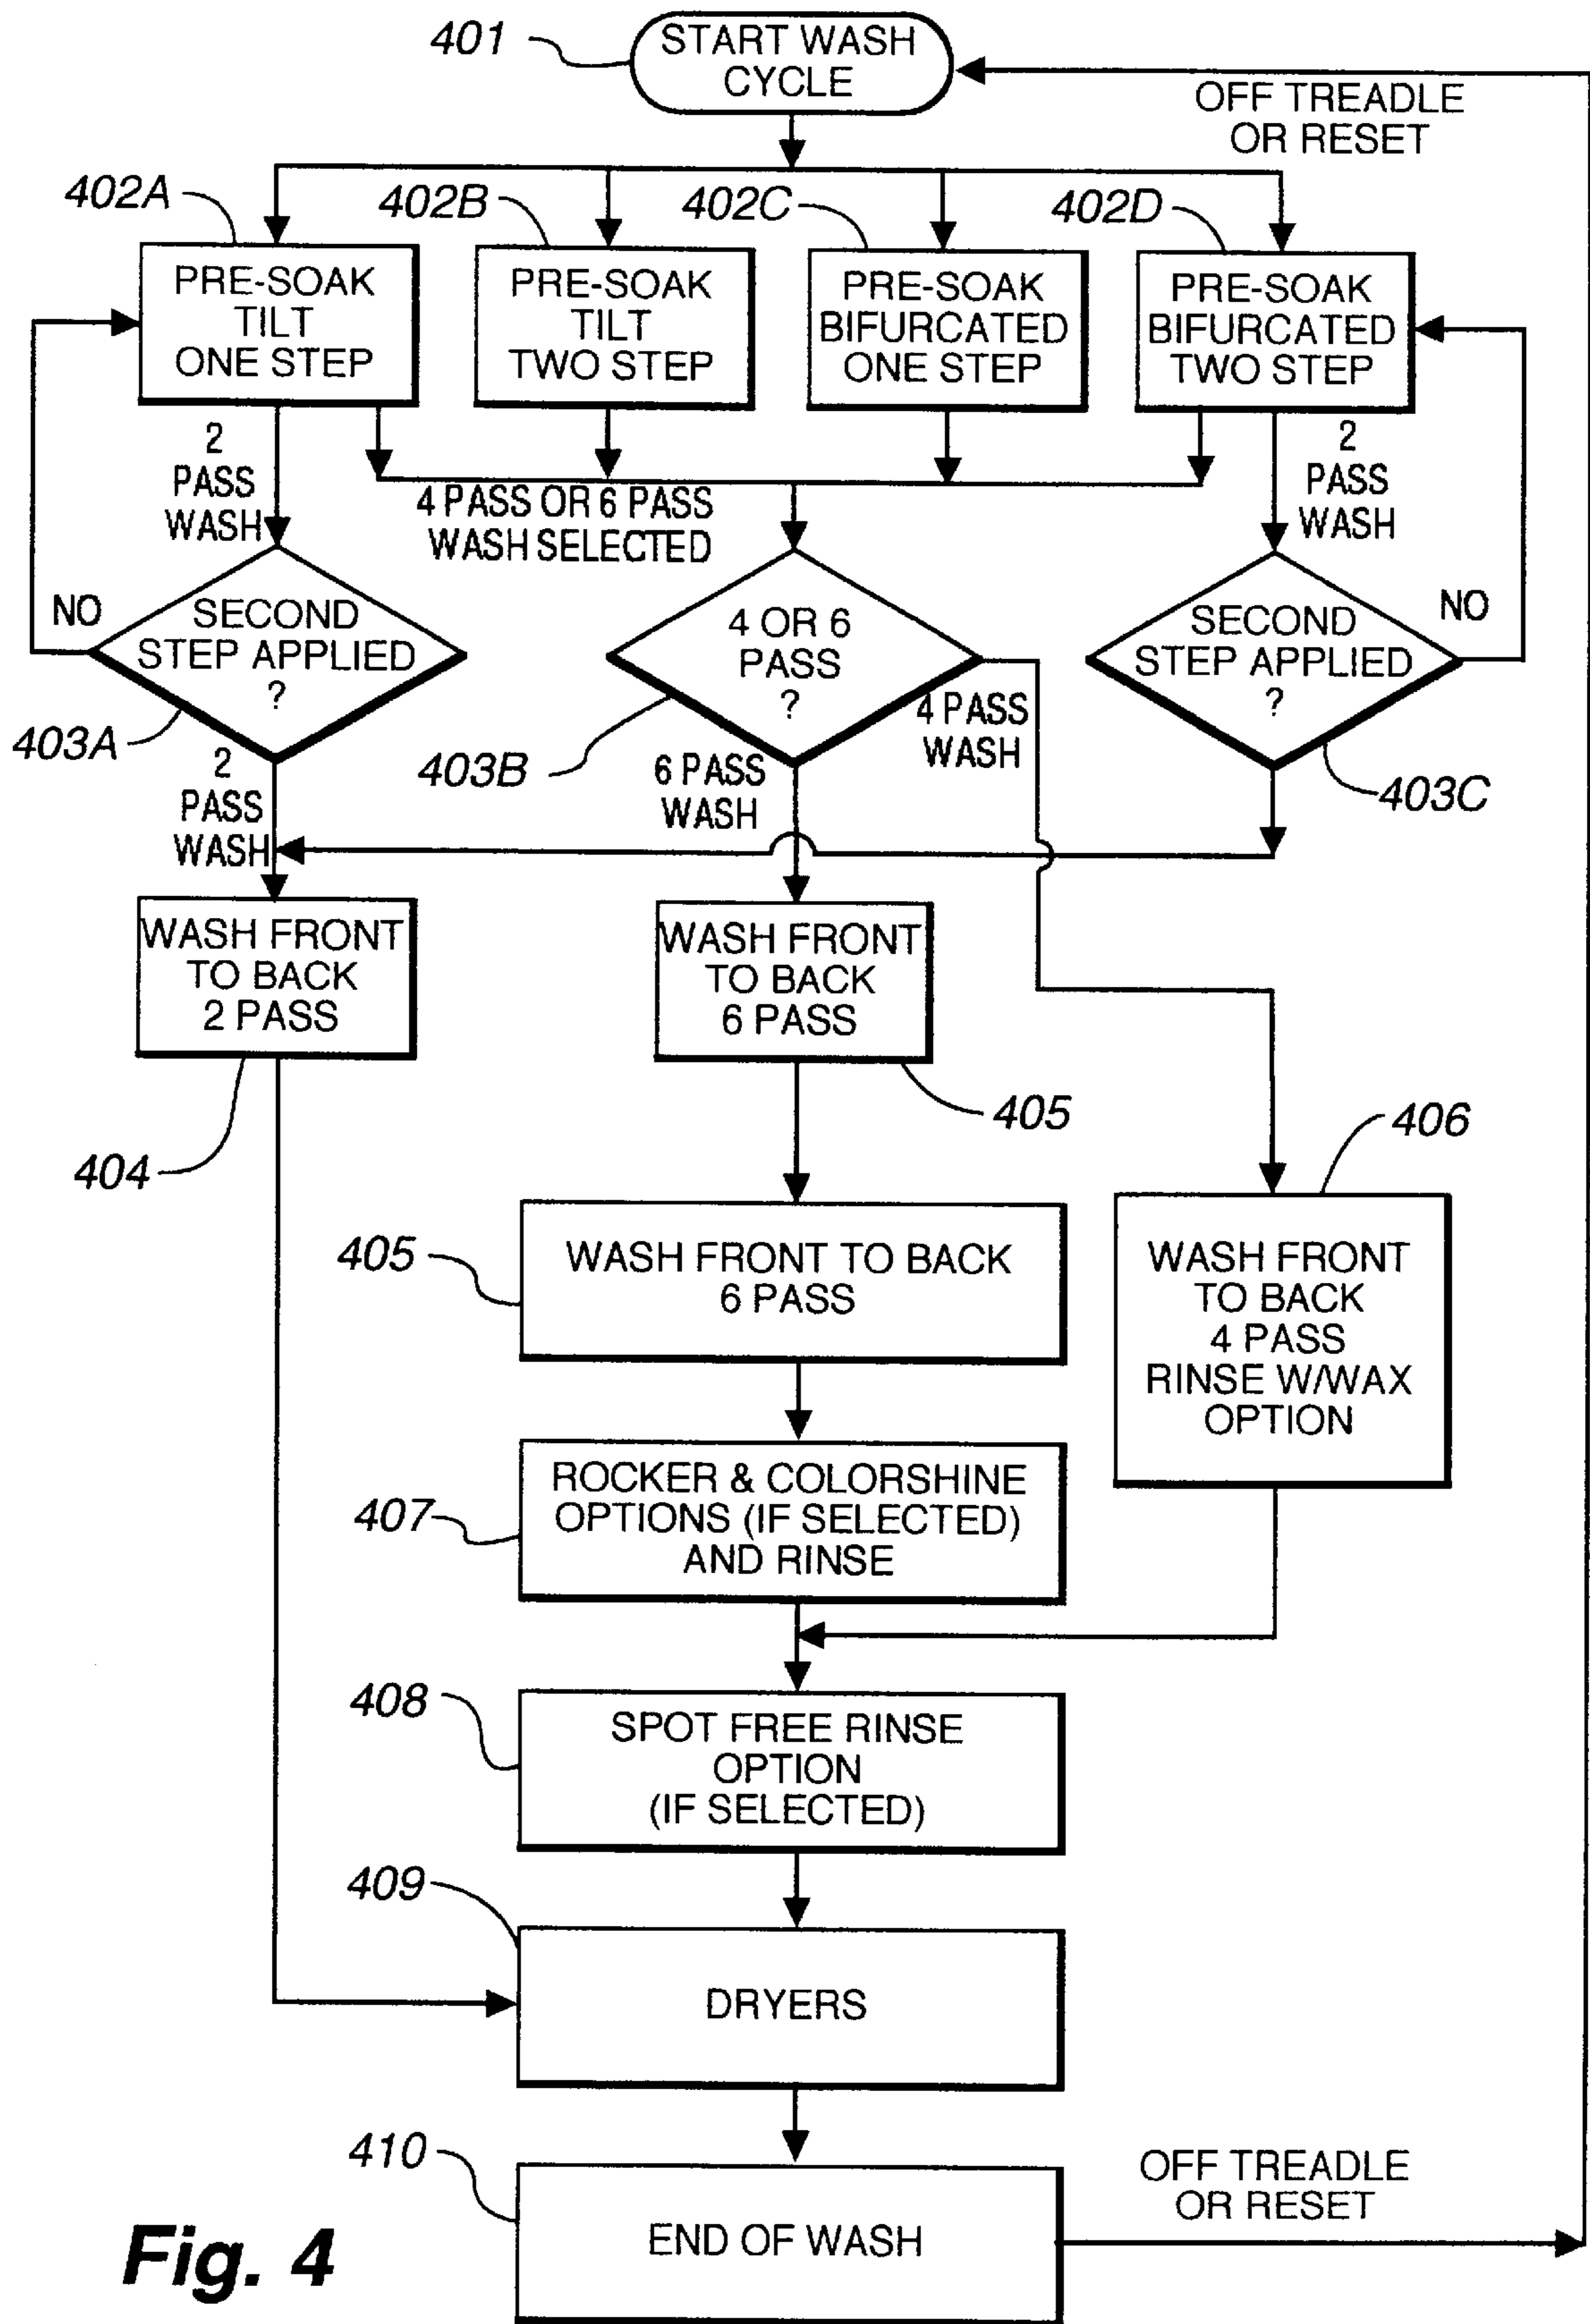 401
START WASH
CYCLE
OFF TREADLE
OR RESET
402A
402B
402C
402D
PRE-SOAK
TILT
ONE STEP
PRE-SOAK
TILT
TWO STEP
PRE-SOAK
BIFURCATED
ONE STEP
PRE-SOAK
BIFURCATED
TWO STEP
2
PASS
WASH
4 PASS OR 6 PASS
WASH SELECTED
2
PASS
WASH
NO
SECOND
STEP APPLIED
?
4 OR 6
PASS
?
SECOND
STEP APPLIED
?
NO
403A
403B
403C
2
PASS
WASH
6 PASS
WASH
4 PASS
WASH
WASH FRONT
TO BACK
2 PASS
WASH FRONT
TO BACK
6 PASS
404
405
406
405
WASH FRONT TO BACK
6 PASS
WASH FRONT
TO BACK
4 PASS
RINSE W/WAX
OPTION
407
ROCKER & COLORSHINE
OPTIONS (IF SELECTED)
AND RINSE
408
SPOT FREE RINSE
OPTION
(IF SELECTED)
409
DRYERS
410
END OF WASH
OFF TREADLE
OR RESET
Fig. 4